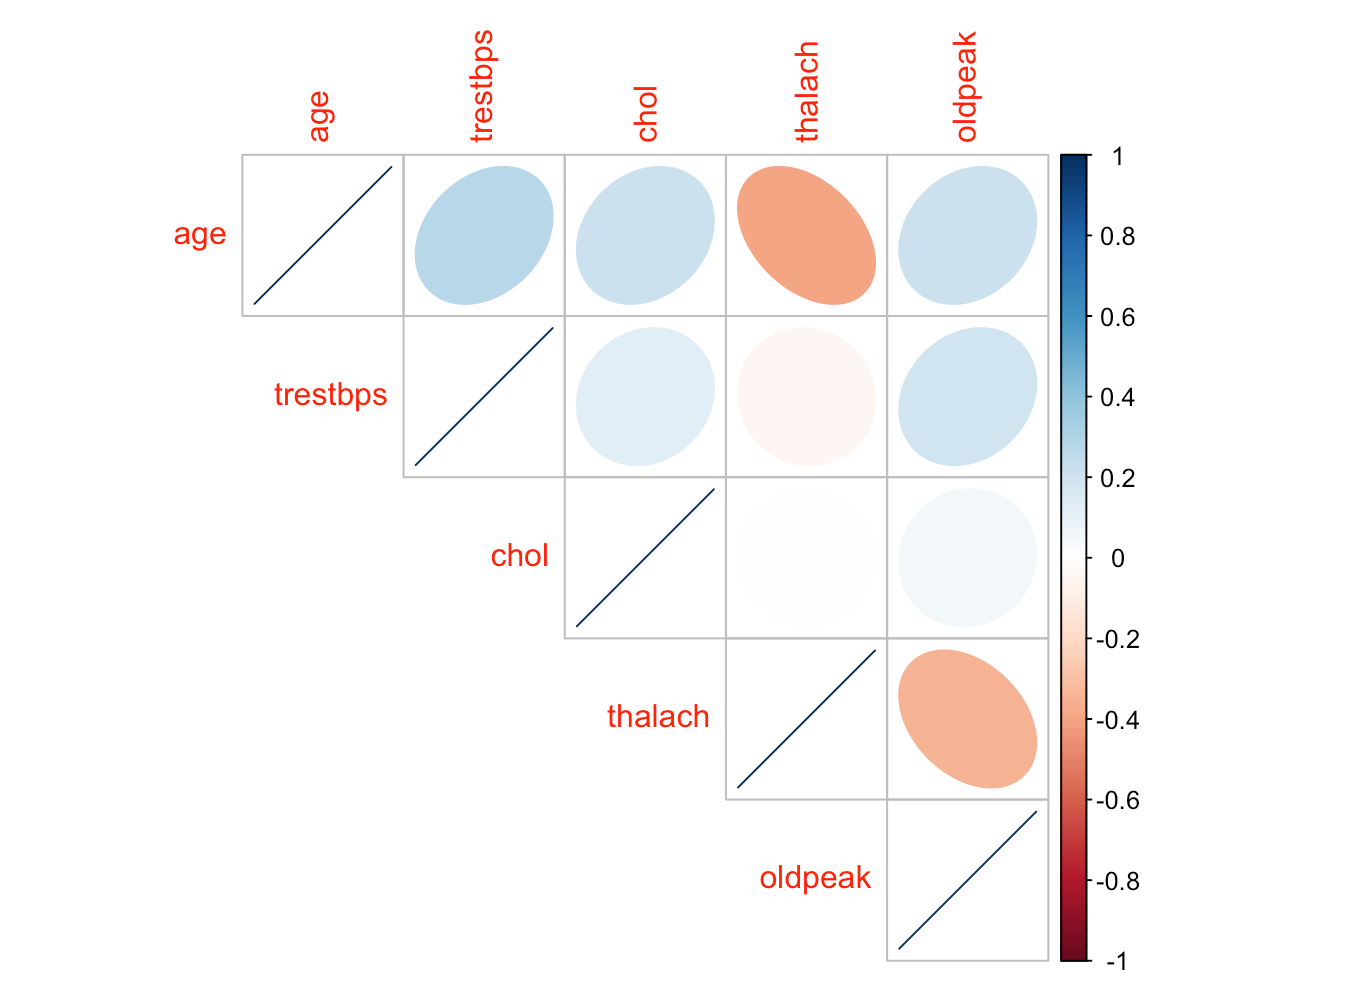 age
trestbps
chol
thalach
oldpeak
age
trestbps
chol
thalach
oldpeak
1
0.8
0.6
0.4
0.2
0
-0.2
-0.4
-0.6
-0.8
-1